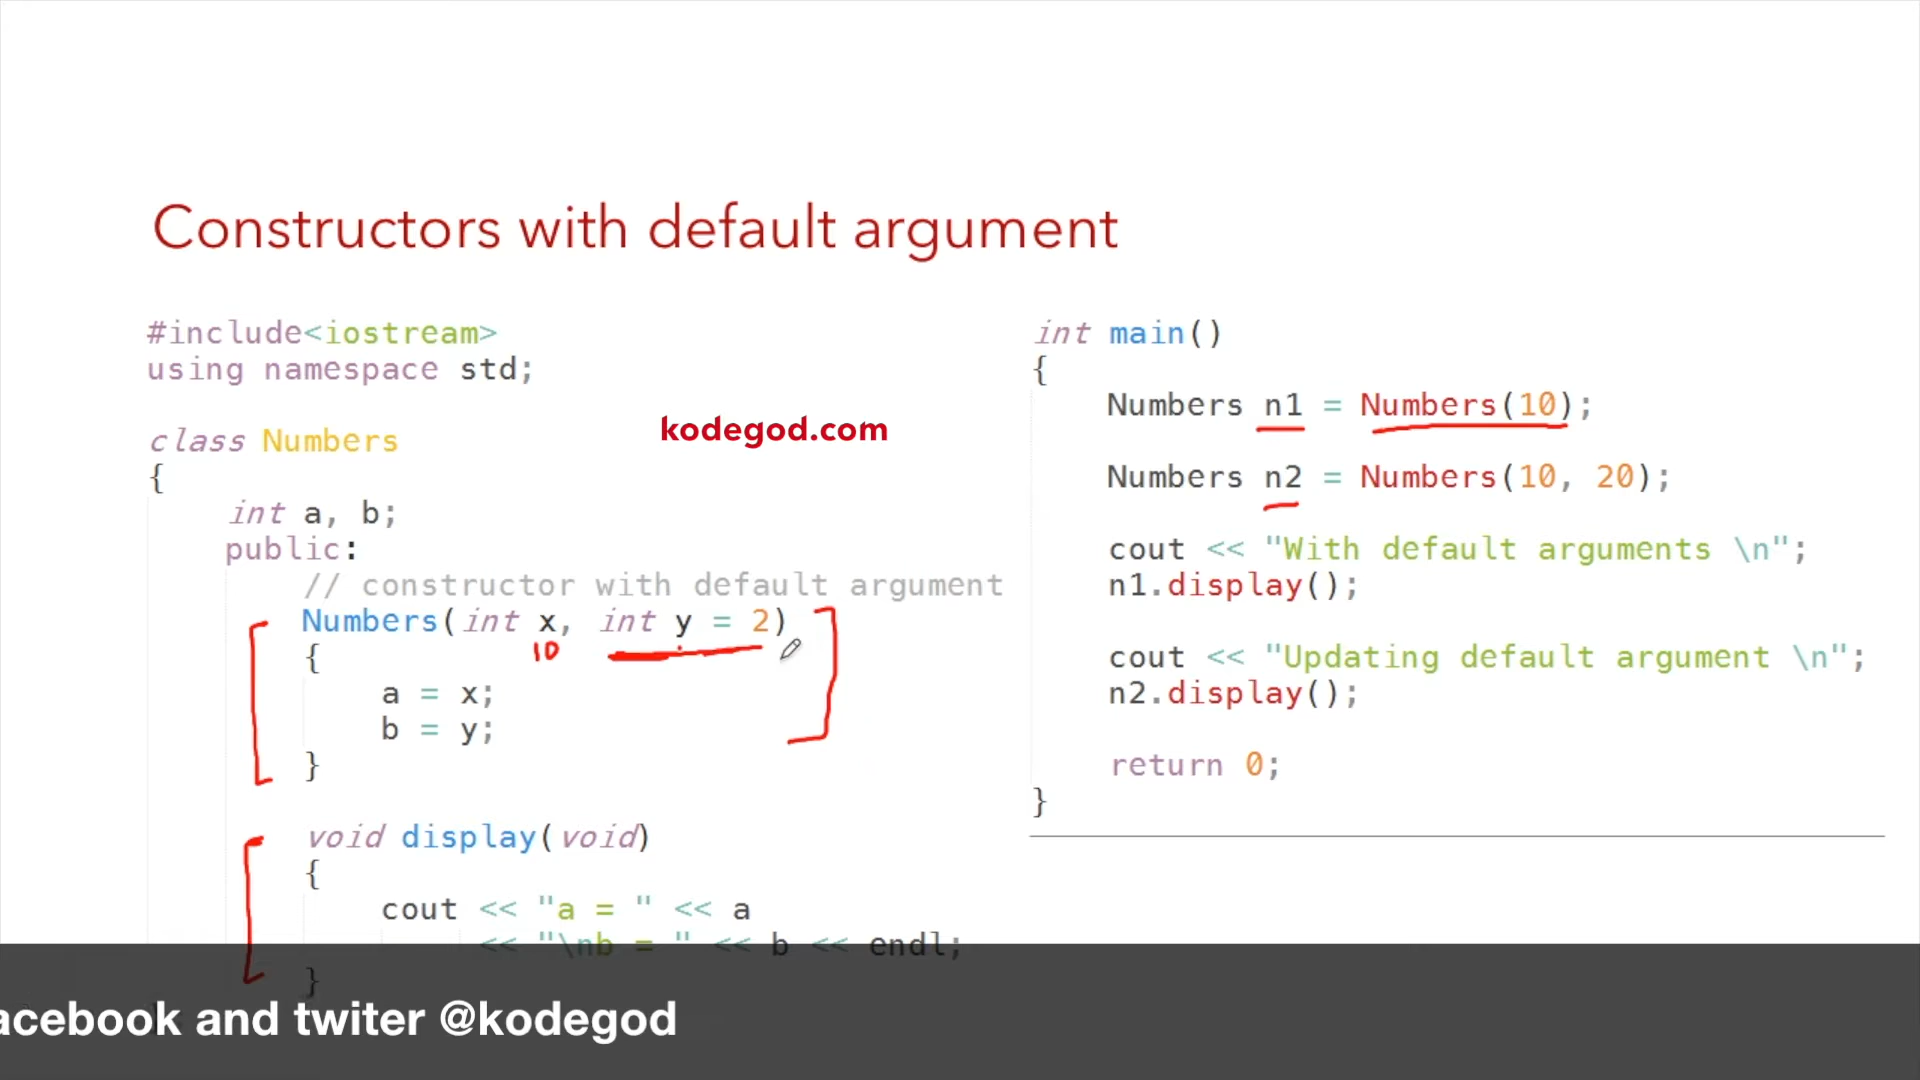 Constructors with default argument
#include<iostream>
using namespace std;
kodegod.com
class Numbers
{
int a, b;
public:
// constructor with default argument
Numbers(int x, int y = 2)
10
{
a = x;
b = y;
}
void display(void)
{
cout << "a = " << a
<< "\nb = " << b << endl;
}
int main()
{
Numbers n1 = Numbers(10);
Numbers n2 = Numbers(10, 20);
cout << "With default arguments \n";
n1.display();
cout << "Updating default argument \n";
n2.display();
return 0;
}
acebook and twiter @kodegod